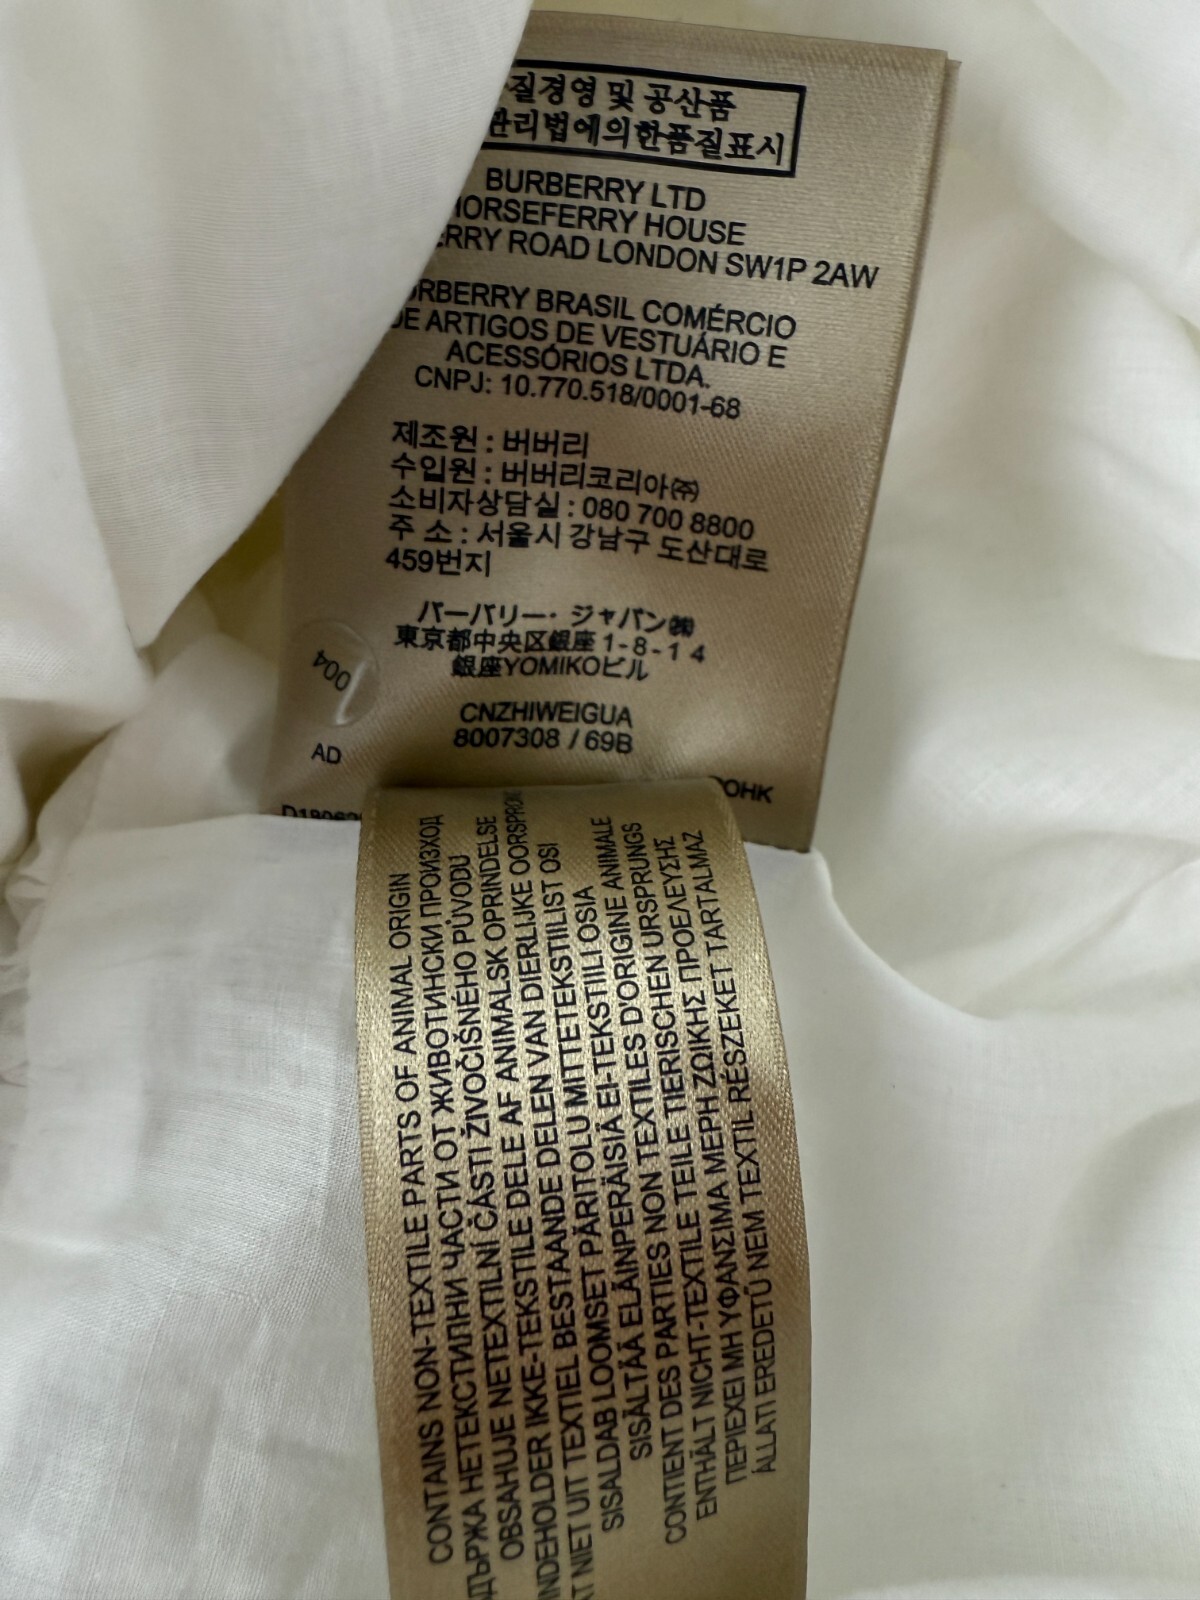 질경영 및 공산품
관리법에의한품질표시
BURBERRY LTD
HORSEFERRY HOUSE
ERRY ROAD LONDON SW1P 2AW
URBERRY BRASIL COMÉRCIO
DE ARTIGOS DE VESTUÁRIO E
ACESSÓRIOS LTDA.
CNPJ: 10.770.518/0001-68
제조원 : 버버리
수입원 : 버버리코리아㈜
소비자상담실 : 080 700 8800
주 소 : 서울시 강남구 도산대로
459번지
バーバリー・ジャパン㈱
東京都中央区銀座1-8-14
銀座YOMIKOビル
004
CNZHIWEIGUA
8007308 / 69B
AD
OHK
CONTAINS NON-TEXTILE PARTS OF ANIMAL ORIGIN
ДЪРЖА НЕТЕКСТИЛНИ ЧАСТИ ОТ ЖИВОТИНСКИ ПРОИЗХОД
OBSAHUJE NETEXTILNÍ ČÁSTI ŽIVOČIŠNÉHO PŮVODU
INDEHOLDER IKKE-TEKSTILE DELE AF ANIMALSK OPRINDELSE
AT NIET UIT TEXTIEL BESTAANDE DELEN VAN DIERLIJKE OORSPRON
SISALDAB LOOMSET PÄRITOLU MITTETEKSTIILIST OSI
SISÄLTÄÄ ELÄINPERÄISIÄ EI-TEKSTIILI OSIA
CONTIENT DES PARTIES NON TEXTILES D'ORIGINE ANIMALE
ENTHÄLT NICHT-TEXTILE TEILE TIERISCHEN URSPRUNGS
ΠΕΡΙΕΧΕΙ ΜΗ ΥΦΑΝΣΙΜΑ ΜΕΡΗ ΖΩΙΚΗΣ ΠΡΟΕΛΕΥΣΗΣ
ÁLLATI EREDETŰ NEM TEXTIL RÉSZEKET TARTALMAZ